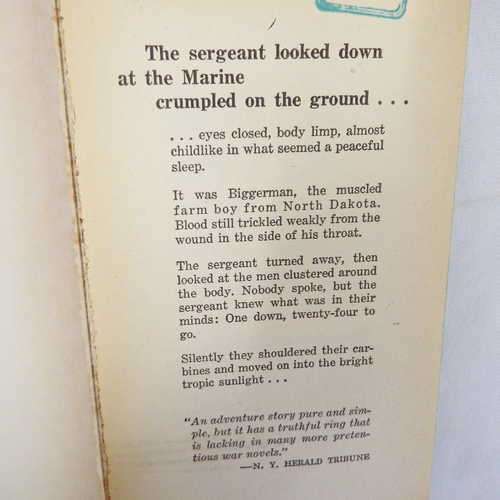 The sergeant looked down
at the Marine
crumpled on the ground . . .
. . . eyes closed, body limp, almost
childlike in what seemed a peaceful
sleep.
It was Biggerman, the muscled
farm boy from North Dakota.
Blood still trickled weakly from the
wound in the side of his throat.
The sergeant turned away, then
looked at the men clustered around
the body. Nobody spoke, but the
sergeant knew what was in their
minds: One down, twenty-four to
go.
Silently they shouldered their car-
bines and moved on into the bright
tropic sunlight . . .
"An adventure story pure and sim-
ple, but it has a truthful ring that
is lacking in many more preten-
tious war novels."
—N. Y. HERALD TRIBUNE